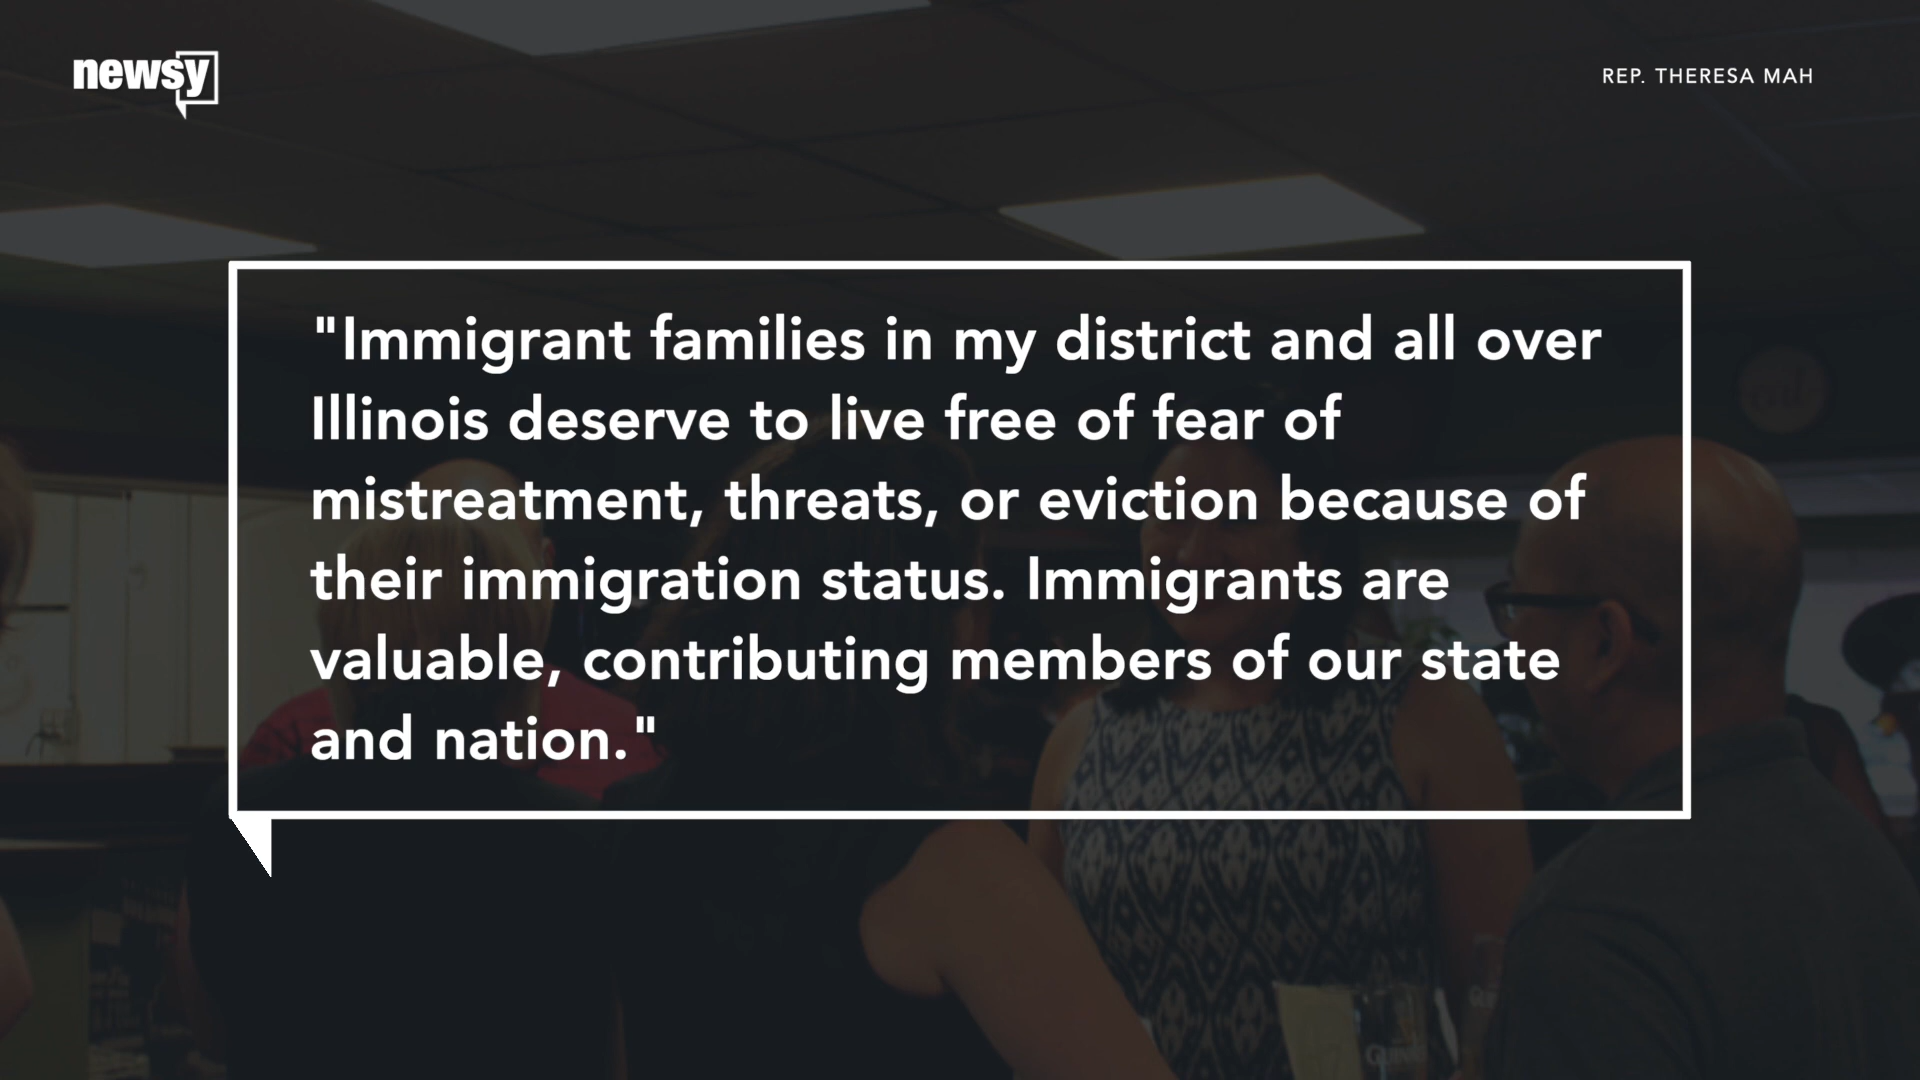 newsy
REP. THERESA MAH
"Immigrant families in my district and all over
Illinois deserve to live free of fear of
mistreatment, threats, or eviction because of
their immigration status. Immigrants are
valuable, contributing members of our state
and nation."